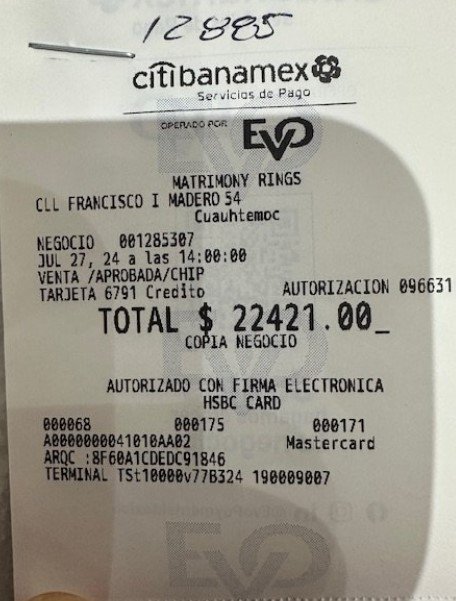 12885
citibanamex
Servicios de Pago
OPERADO POR EVO
MATRIMONY RINGS
CLL FRANCISCO I MADERO 54
Cuauhtemoc
NEGOCIO 001285307
JUL 27, 24 a las 14:00:00
VENTA /APROBADA/CHIP
TARJETA 6791 Credito AUTORIZACION 096631
TOTAL $ 22421.00_
COPIA NEGOCIO
AUTORIZADO CON FIRMA ELECTRONICA
HSBC CARD
000068 000175 000171
A0000000041010AA02 Mastercard
ARQC :8F60A1CDEDC91846
TERMINAL TSt10000v77B324 190009007
EVO